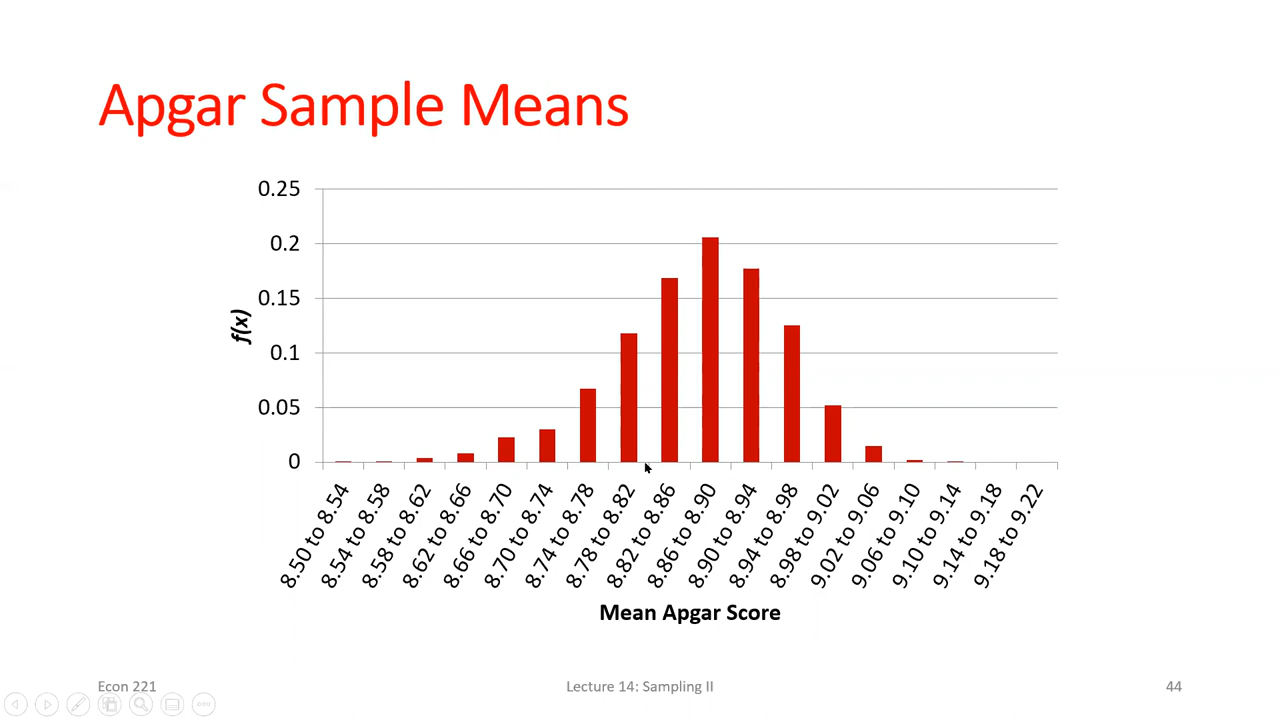 Apgar Sample Means
0.25
0.2
0.15
0.1
0.05
0
f(x)
8.50 to 8.54
8.54 to 8.58
8.58 to 8.62
8.62 to 8.66
8.66 to 8.70
8.70 to 8.74
8.74 to 8.78
8.78 to 8.82
8.82 to 8.86
8.86 to 8.90
8.90 to 8.94
8.94 to 8.98
8.98 to 9.02
9.02 to 9.06
9.06 to 9.10
9.10 to 9.14
9.14 to 9.18
9.18 to 9.22
Mean Apgar Score
Econ 221
Lecture 14: Sampling II
44